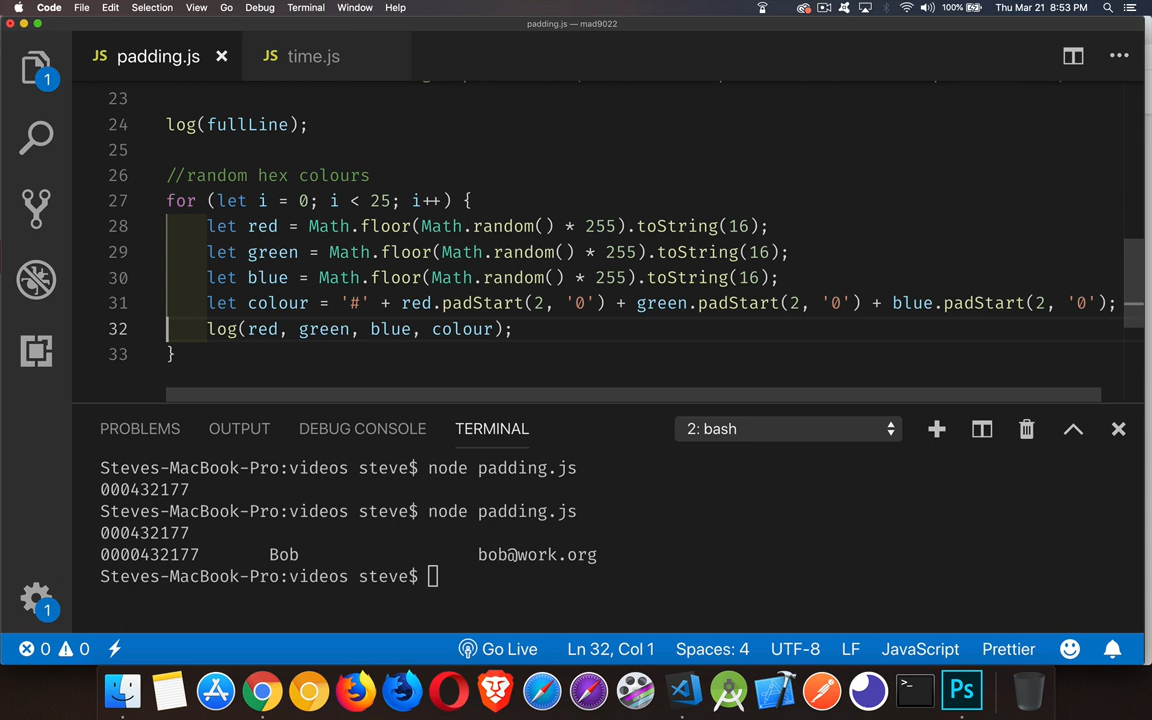 Code File Edit Selection View Go Debug Terminal Window Help 100% Thu Mar 21 8:53 PM
padding.js — mad9022
JS padding.js JS time.js
1
23
24 log(fullLine);
25
26 //random hex colours
27 for (let i = 0; i < 25; i++) {
28 let red = Math.floor(Math.random() * 255).toString(16);
29 let green = Math.floor(Math.random() * 255).toString(16);
30 let blue = Math.floor(Math.random() * 255).toString(16);
31 let colour = '#' + red.padStart(2, '0') + green.padStart(2, '0') + blue.padStart(2, '0');
32 log(red, green, blue, colour);
33 }
PROBLEMS OUTPUT DEBUG CONSOLE TERMINAL 2: bash
Steves-MacBook-Pro:videos steve$ node padding.js
000432177
Steves-MacBook-Pro:videos steve$ node padding.js
000432177
0000432177 Bob bob@work.org
Steves-MacBook-Pro:videos steve$
1
0 0 Go Live Ln 32, Col 1 Spaces: 4 UTF-8 LF JavaScript Prettier
>_ Ps